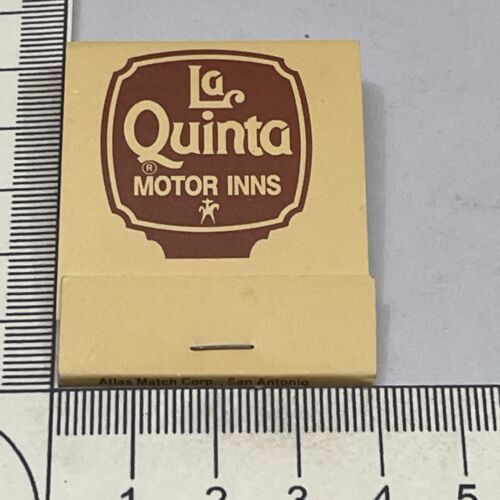 La
Quinta
®
MOTOR INNS
Atlas Match Corp., San Antonio
1 2 3 4 5